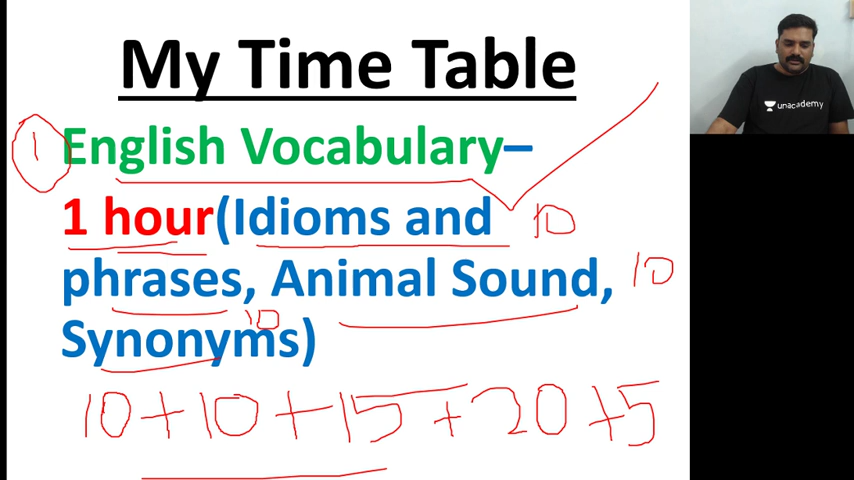 My Time Table
1 English Vocabulary–
1 hour(Idioms and 10
phrases, Animal Sound, 10
Synonyms) 10
10+10+15+20+5
unacademy